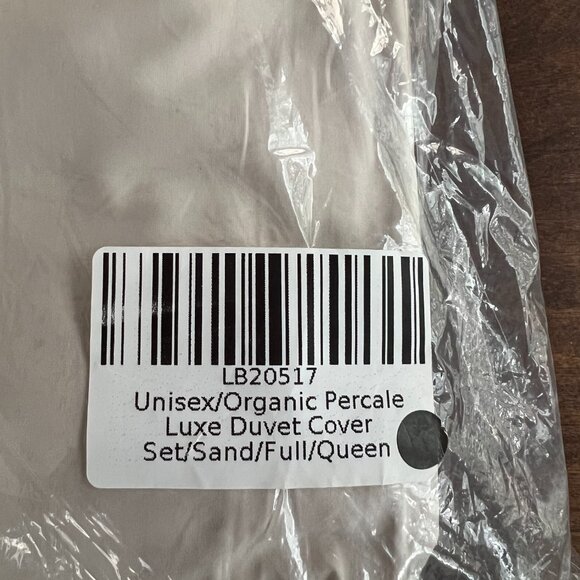 LB20517
Unisex/Organic Percale
Luxe Duvet Cover
Set/Sand/Full/Queen